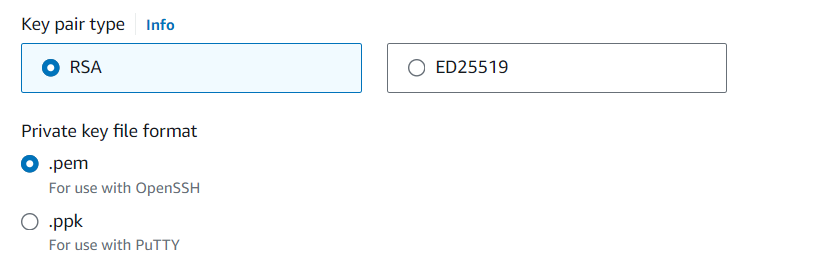 Key pair type Info
RSA ED25519
Private key file format
.pem
For use with OpenSSH
.ppk
For use with PuTTY